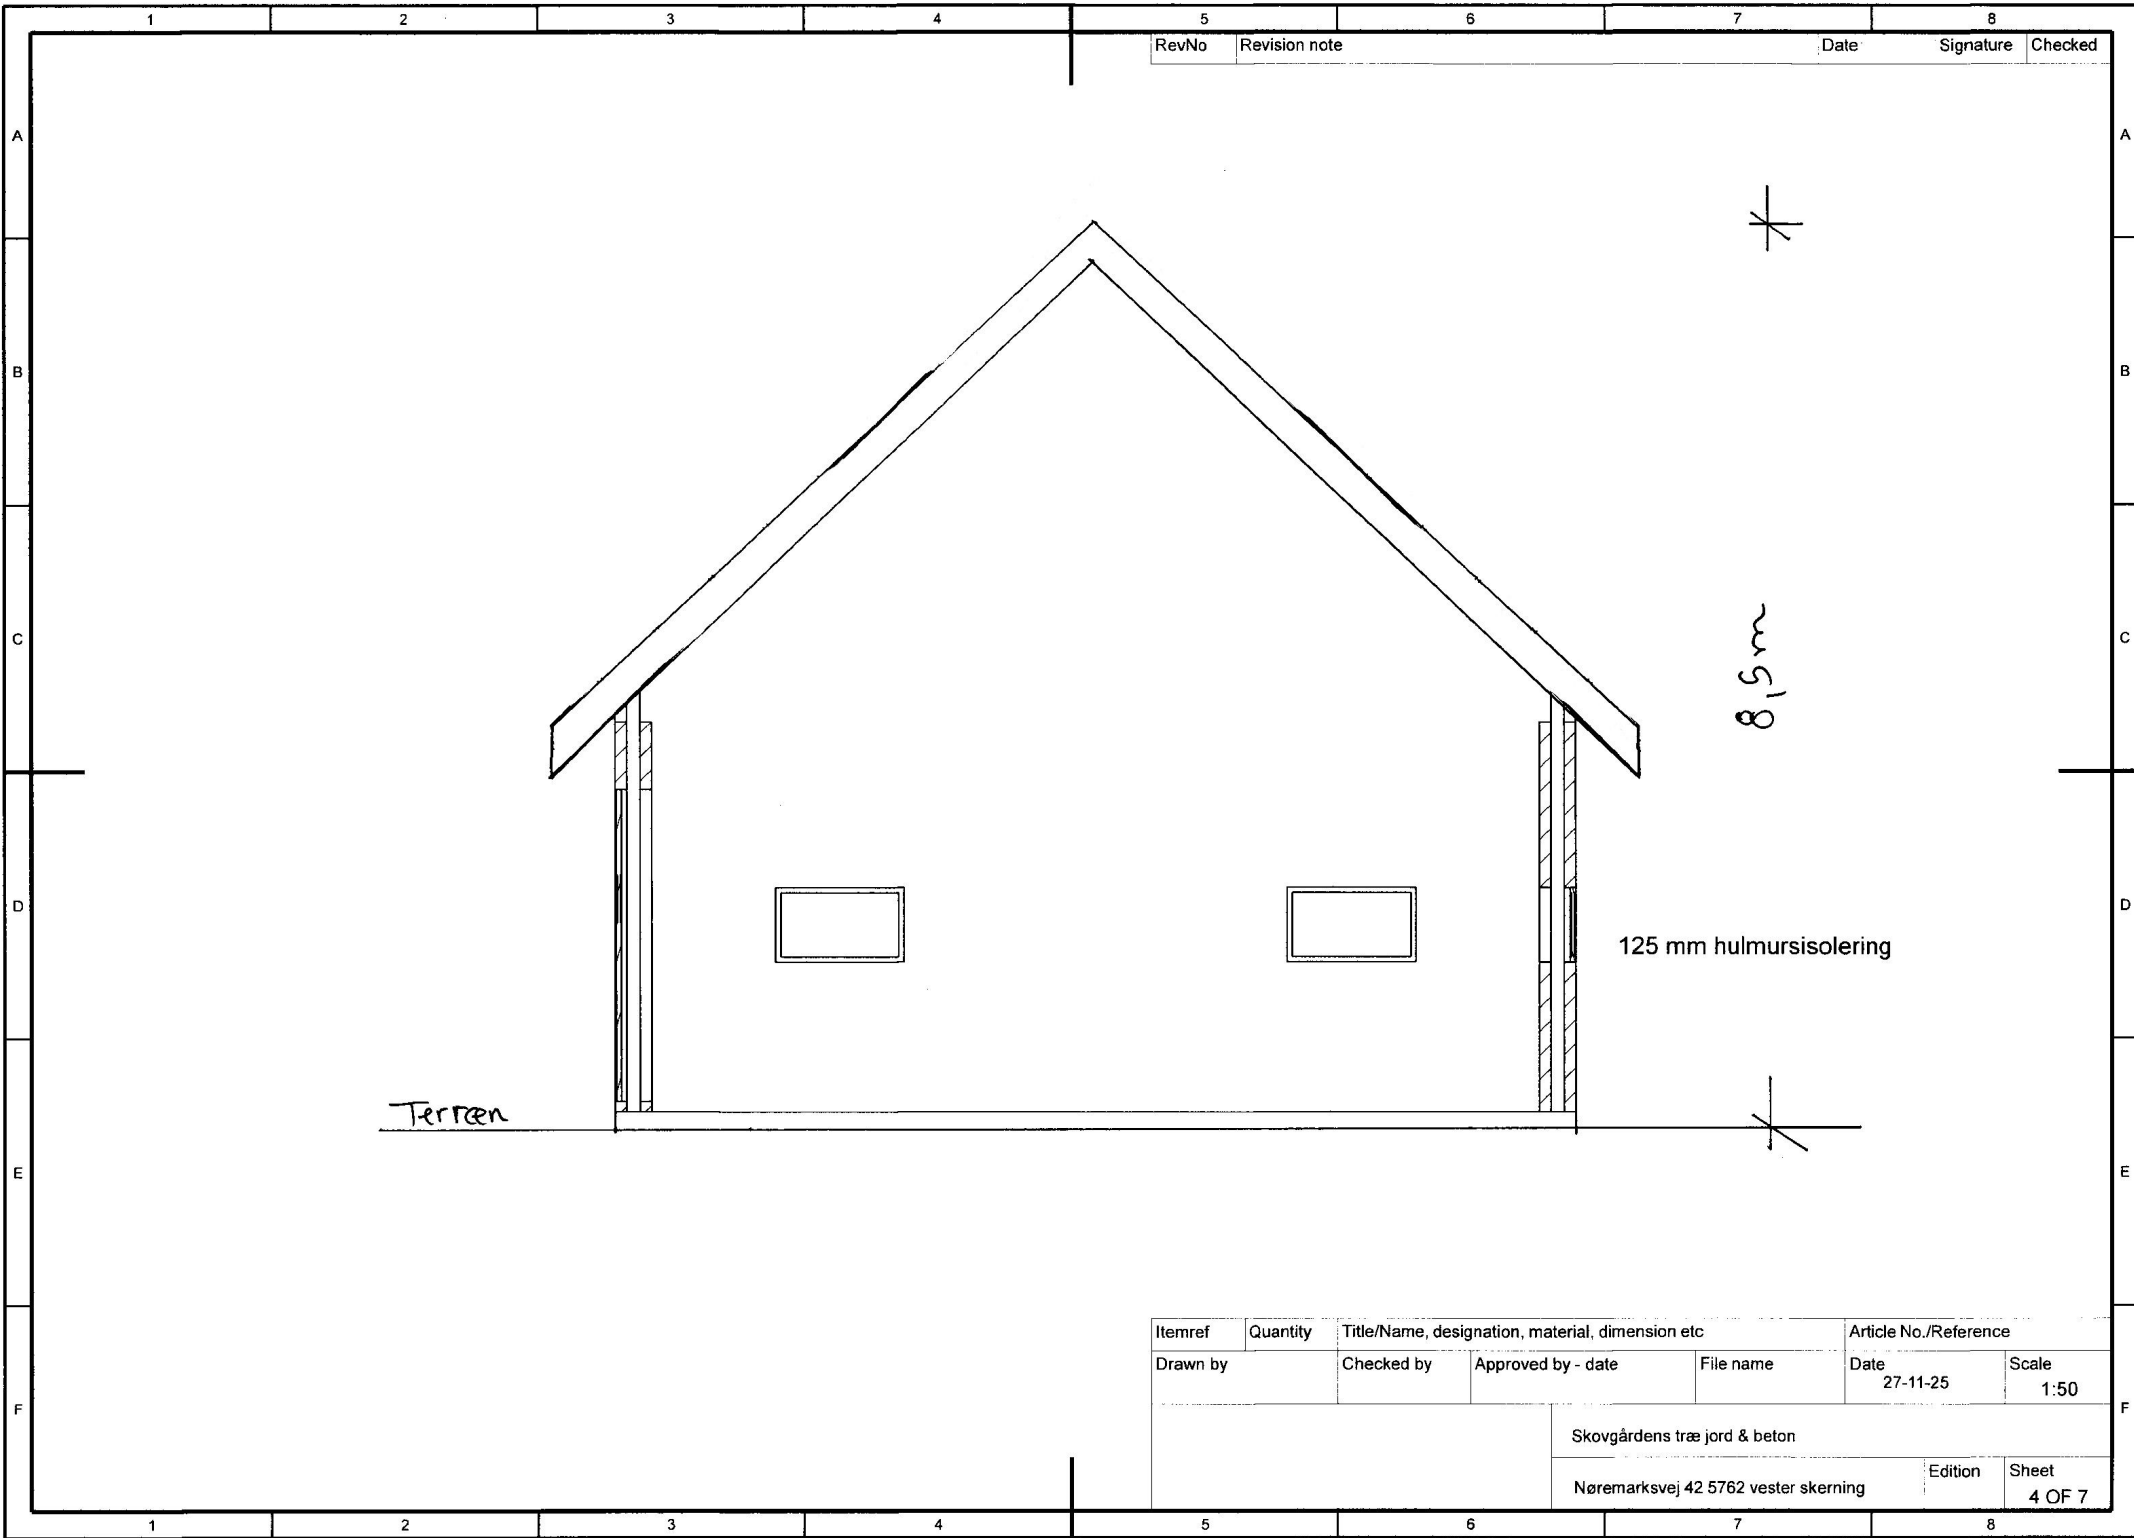 1 2 3 4 5 6 7 8
RevNo Revision note Date Signature Checked
A A
B B
C C
8,5m
D D
125 mm hulmursisolering
Terræn
E E
Itemref Quantity Title/Name, designation, material, dimension etc Article No./Reference
Drawn by Checked by Approved by - date File name Date Scale
27-11-25 1:50
F F
Skovgårdens træ jord & beton
Nøremarksvej 42 5762 vester skerning Edition Sheet
4 OF 7
1 2 3 4 5 6 7 8